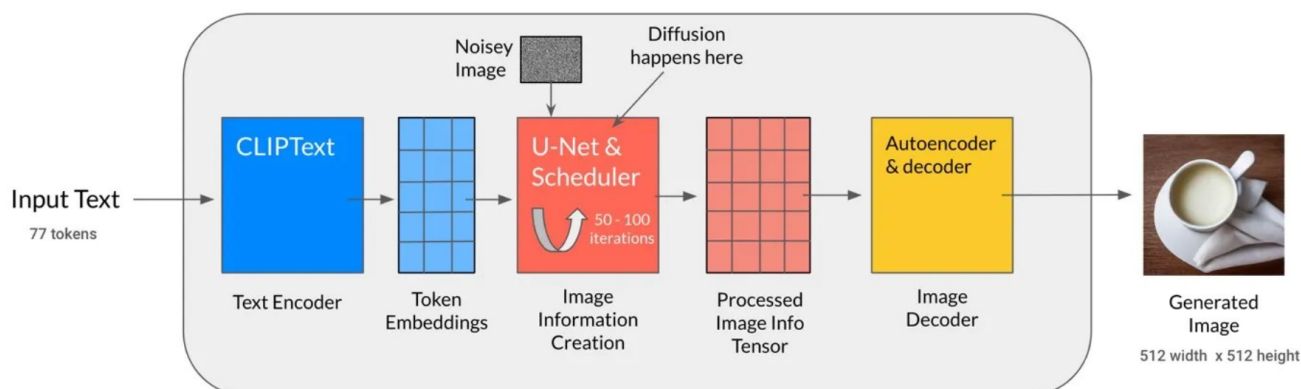 Noisey
Image
Diffusion
happens here
Input Text
77 tokens
CLIPText
U-Net &
Scheduler
50 - 100
iterations
Autoencoder
& decoder
Text Encoder
Token
Embeddings
Image
Information
Creation
Processed
Image Info
Tensor
Image
Decoder
Generated
Image
512 width x 512 height